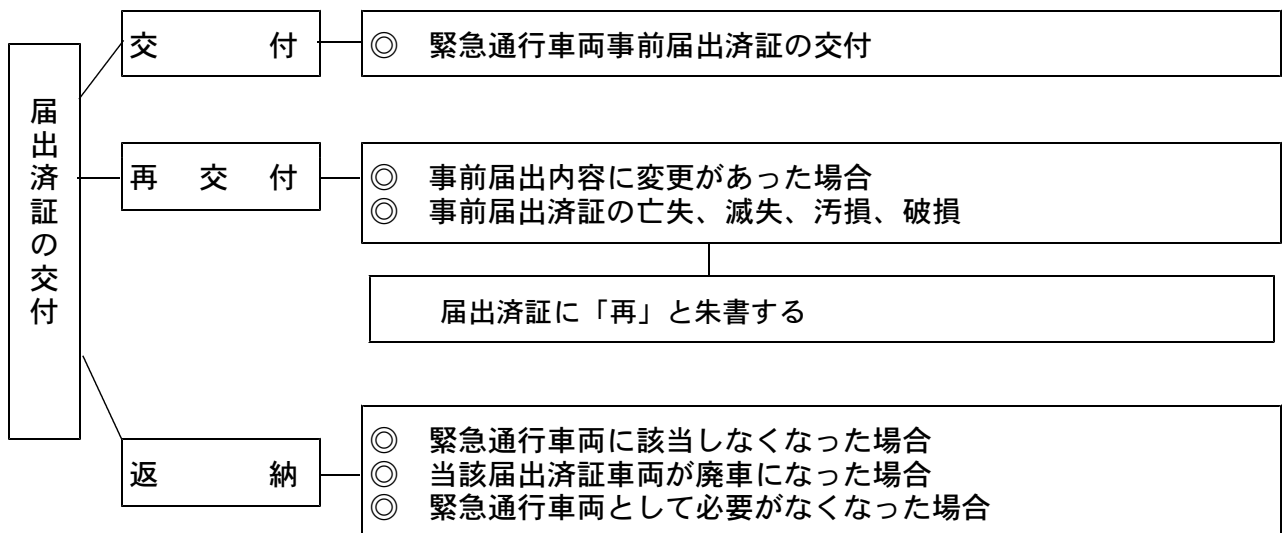 届出済証の交付
交付
◎ 緊急通行車両事前届出済証の交付
再交付
◎ 事前届出内容に変更があった場合
◎ 事前届出済証の亡失、滅失、汚損、破損
届出済証に「再」と朱書する
返納
◎ 緊急通行車両に該当しなくなった場合
◎ 当該届出済証車両が廃車になった場合
◎ 緊急通行車両として必要がなくなった場合